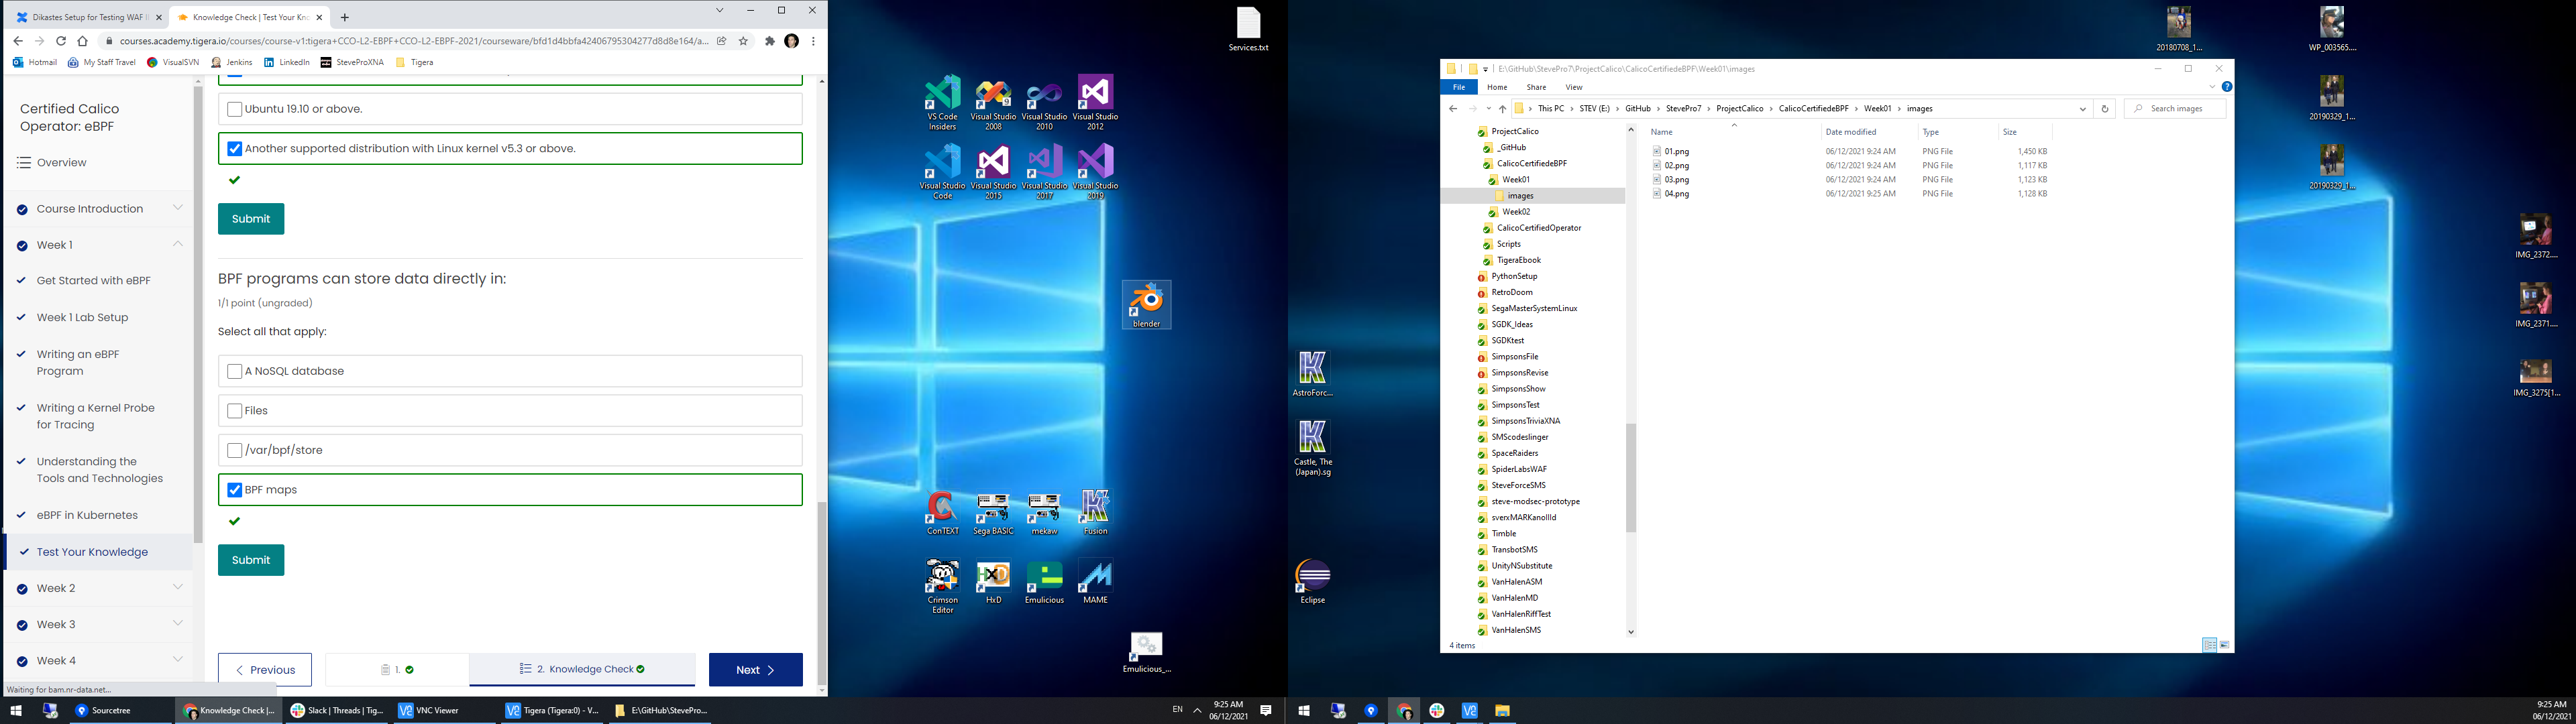 Dikastes Setup for Testing WAF
Knowledge Check | Test Your Kno
courses.academy.tigera.io/courses/course-v1:tigera+CCO-L2-EBPF+CCO-L2-EBPF-2021/courseware/bfd1d4bbfa42406795304277d8d8e164/a...
Hotmail
My Staff Travel
VisualSVN
Jenkins
LinkedIn
SteveProXNA
Tigera
Certified Calico
Operator: eBPF
Overview
Course Introduction
Week 1
Get Started with eBPF
Week 1 Lab Setup
Writing an eBPF
Program
Writing a Kernel Probe
for Tracing
Understanding the
Tools and Technologies
eBPF in Kubernetes
Test Your Knowledge
Week 2
Week 3
Week 4
Waiting for bam.nr-data.net...
Ubuntu 19.10 or above.
Another supported distribution with Linux kernel v5.3 or above.
Submit
BPF programs can store data directly in:
1/1 point (ungraded)
Select all that apply:
A NoSQL database
Files
/var/bpf/store
BPF maps
Submit
Previous
1.
2. Knowledge Check
Next
Services.txt
VS Code
Insiders
Visual Studio
2008
Visual Studio
2010
Visual Studio
2012
Visual Studio
Code
Visual Studio
2015
Visual Studio
2017
Visual Studio
2019
blender
ConTEXT
Sega BASIC
mekaw
Fusion
Crimson
Editor
HxD
Emulicious
MAME
Emulicious_...
Sourcetree
Knowledge Check |...
Slack | Threads | Tig...
VNC Viewer
Tigera (Tigera:0) - V...
E:\GitHub\StevePro...
EN
9:25 AM
06/12/2021
AstroForc...
Castle, The
(Japan).sg
Eclipse
20180708_1...
WP_003565....
20190329_1...
20190329_1...
IMG_2372....
IMG_2371....
IMG_3275[1...
E:\GitHub\StevePro7\ProjectCalico\CalicoCertifiedeBPF\Week01\images
File
Home
Share
View
This PC
STEV (E:)
GitHub
StevePro7
ProjectCalico
CalicoCertifiedeBPF
Week01
images
Search images
ProjectCalico
_GitHub
CalicoCertifiedeBPF
Week01
images
Week02
CalicoCertifiedOperator
Scripts
TigeraEbook
PythonSetup
RetroDoom
SegaMasterSystemLinux
SGDK_Ideas
SGDKtest
SimpsonsFile
SimpsonsRevise
SimpsonsShow
SimpsonsTest
SimpsonsTriviaXNA
SMScodeslinger
SpaceRaiders
SpiderLabsWAF
SteveForceSMS
steve-modsec-prototype
sverxMARKanoIIId
Timble
TransbotSMS
UnityNSubstitute
VanHalenASM
VanHalenMD
VanHalenRiffTest
VanHalenSMS
Name Date modified Type Size
01.png 06/12/2021 9:24 AM PNG File 1,450 KB
02.png 06/12/2021 9:24 AM PNG File 1,117 KB
03.png 06/12/2021 9:24 AM PNG File 1,123 KB
04.png 06/12/2021 9:25 AM PNG File 1,128 KB
4 items
9:25 AM
06/12/2021